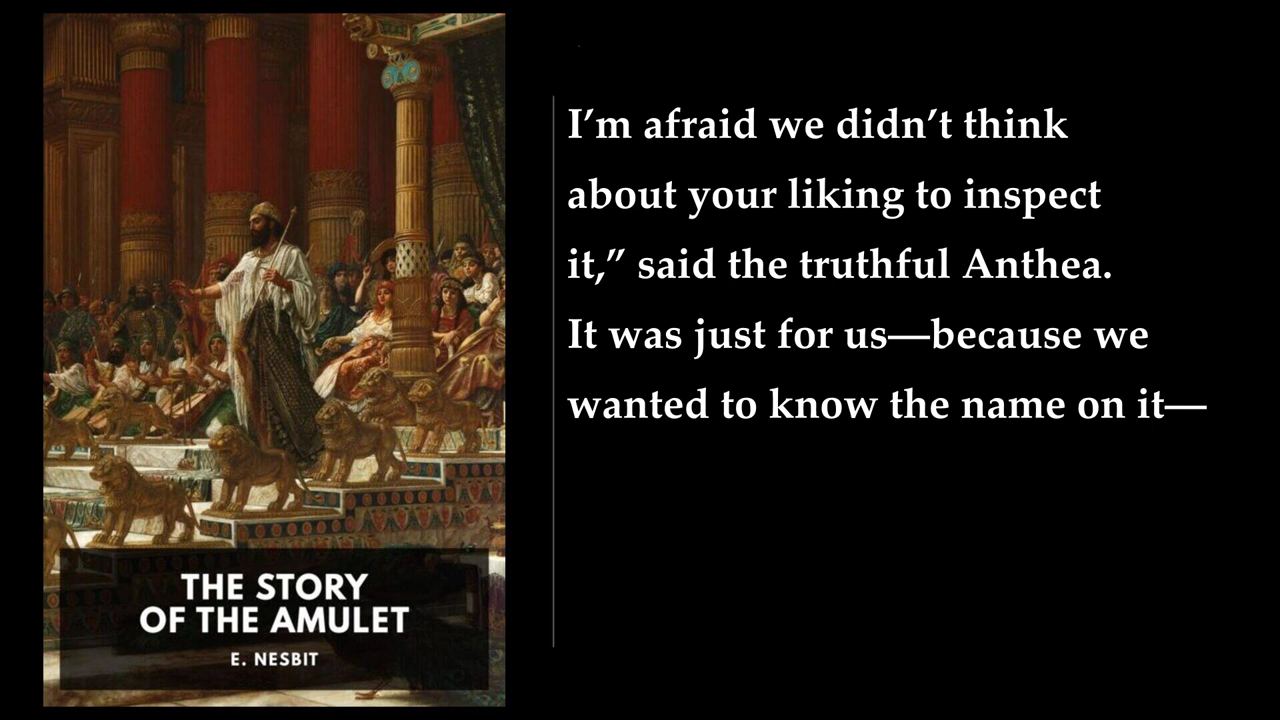 THE STORY
OF THE AMULET
E. NESBIT
I’m afraid we didn’t think
about your liking to inspect
it,” said the truthful Anthea.
It was just for us—because we
wanted to know the name on it—